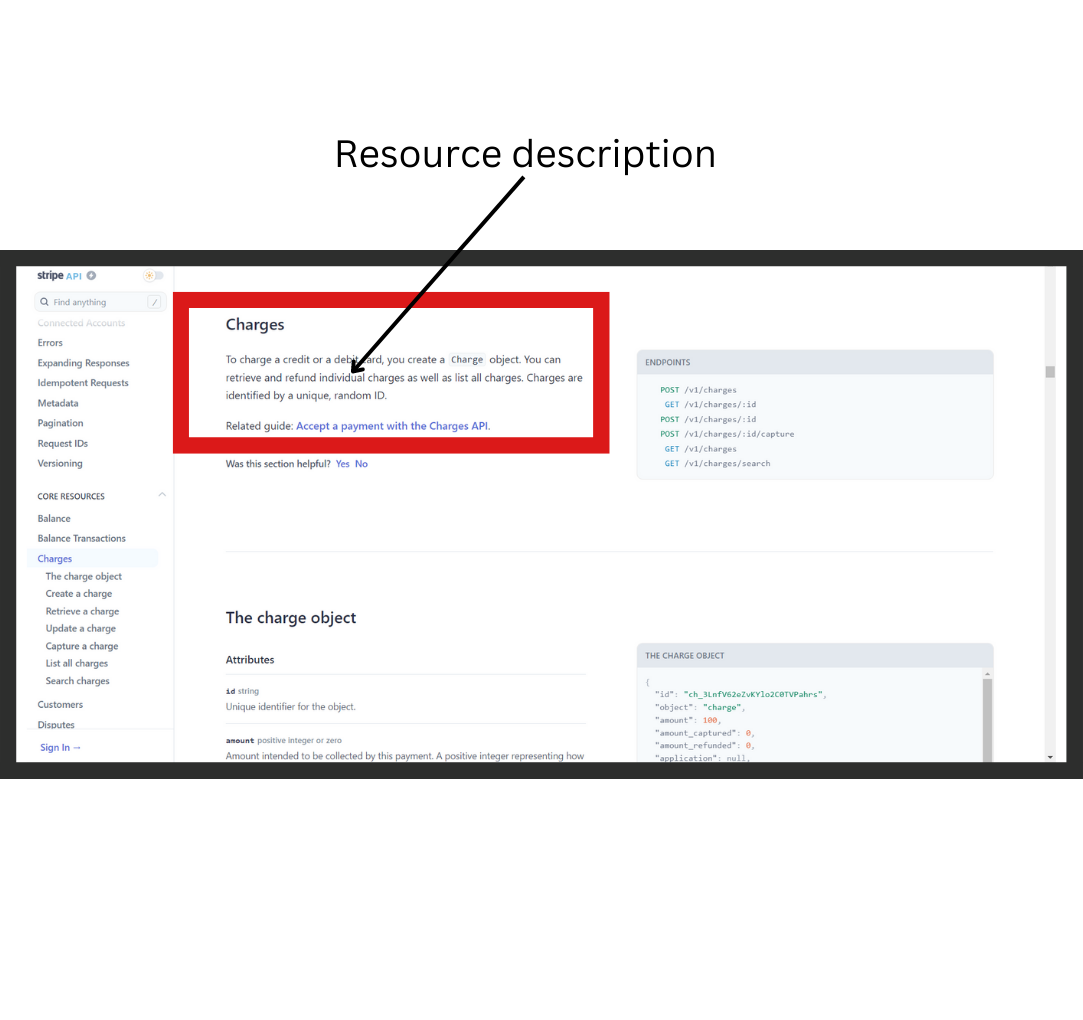 Resource description
stripe API
Find anything /
Connected Accounts
Errors
Expanding Responses
Idempotent Requests
Metadata
Pagination
Request IDs
Versioning
CORE RESOURCES
Balance
Balance Transactions
Charges
The charge object
Create a charge
Retrieve a charge
Update a charge
Capture a charge
List all charges
Search charges
Customers
Disputes
Sign In →
Charges
To charge a credit or a debit card, you create a Charge object. You can
retrieve and refund individual charges as well as list all charges. Charges are
identified by a unique, random ID.
Related guide: Accept a payment with the Charges API.
Was this section helpful? Yes No
ENDPOINTS
POST /v1/charges
GET /v1/charges/:id
POST /v1/charges/:id
POST /v1/charges/:id/capture
GET /v1/charges
GET /v1/charges/search
The charge object
Attributes
id string
Unique identifier for the object.
amount positive integer or zero
Amount intended to be collected by this payment. A positive integer representing how
THE CHARGE OBJECT
{
"id": "ch_3LnfV62eZvKYlo2C0TVPahrs",
"object": "charge",
"amount": 100,
"amount_captured": 0,
"amount_refunded": 0,
"application": null,